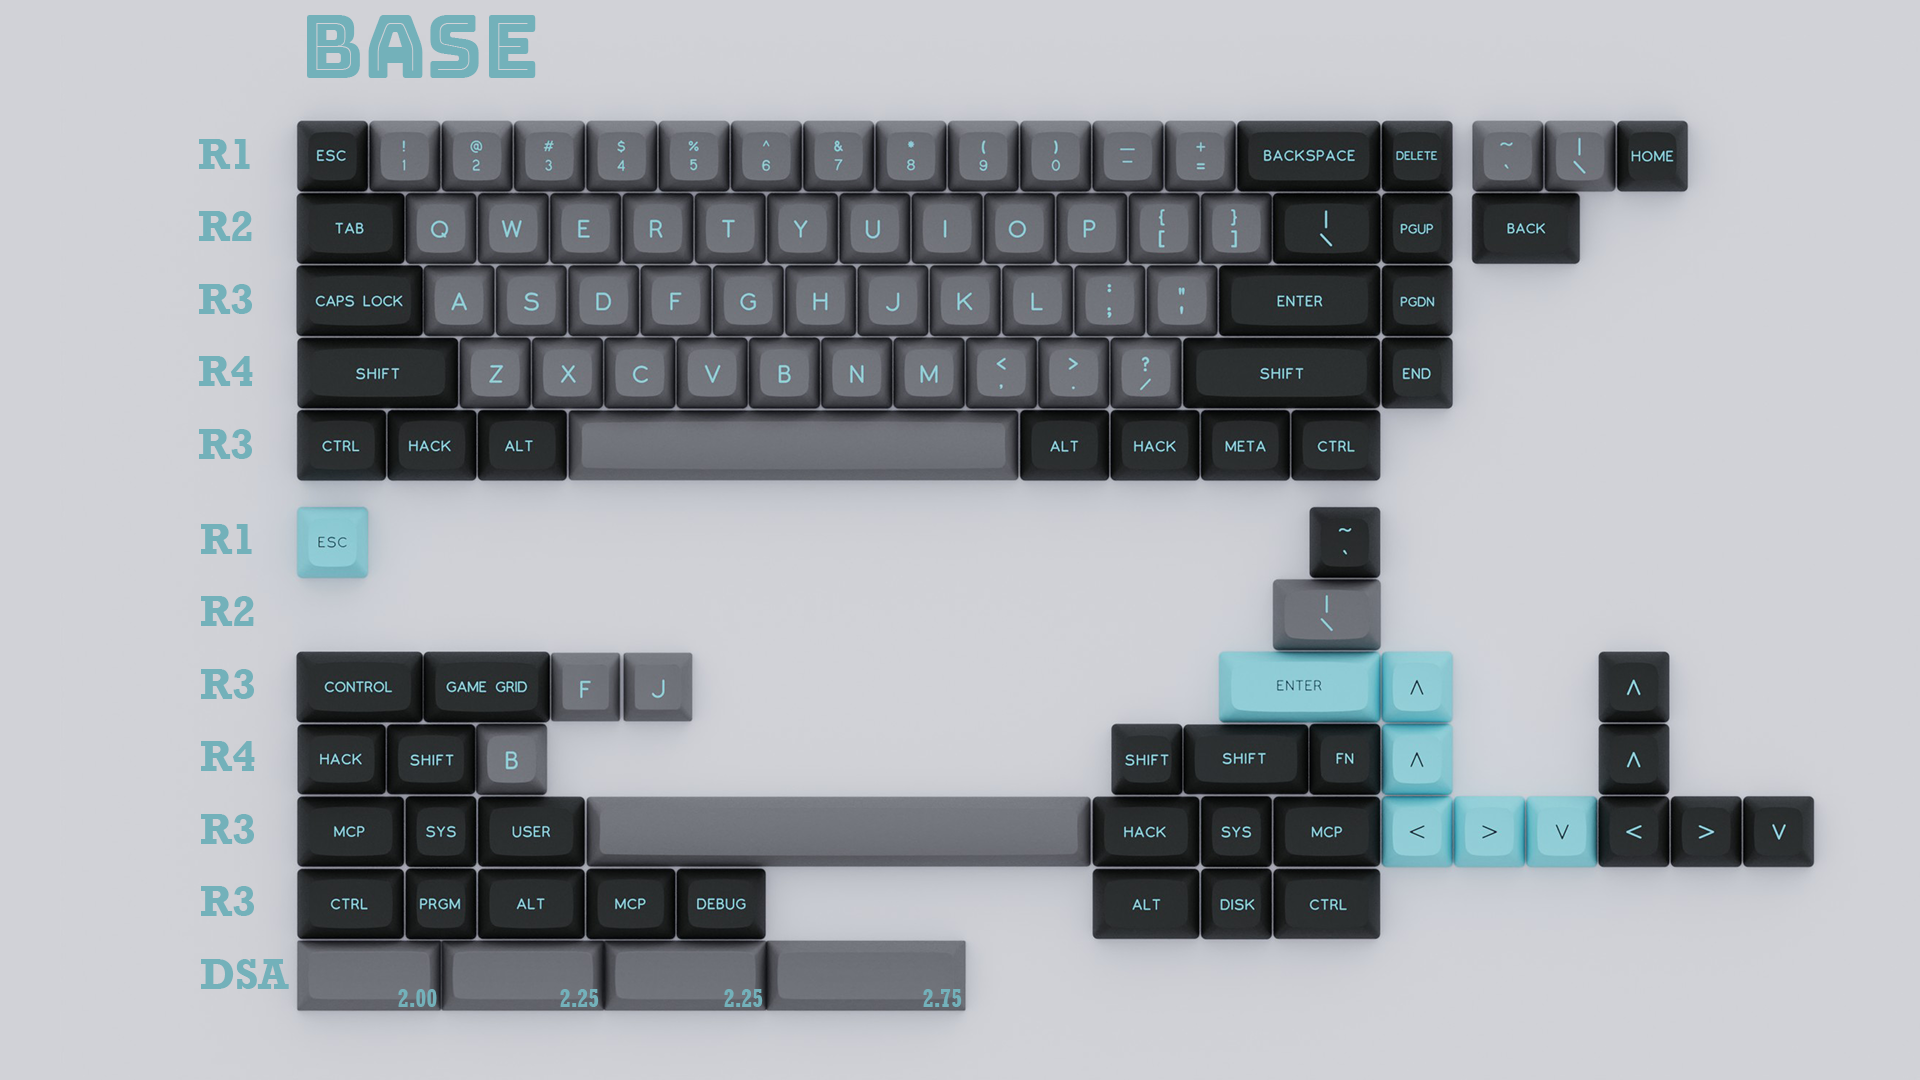 BASE
R1 ESC ! 1 @ 2 # 3 $ 4 % 5 ^ 6 & 7 * 8 ( 9 ) 0 — – + = BACKSPACE DELETE ~ ` | \ HOME
R2 TAB Q W E R T Y U I O P { [ } ] | \ PGUP BACK
R3 CAPS LOCK A S D F G H J K L : ; " ' ENTER PGDN
R4 SHIFT Z X C V B N M < , > . ? / SHIFT END
R3 CTRL HACK ALT ALT HACK META CTRL
R1 ESC ~ `
R2 | \
R3 CONTROL GAME GRID F J ENTER ˄ ˄
R4 HACK SHIFT B SHIFT SHIFT FN ˄ ˄
R3 MCP SYS USER HACK SYS MCP < > ˅ < > ˅
R3 CTRL PRGM ALT MCP DEBUG ALT DISK CTRL
DSA 2.00 2.25 2.25 2.75